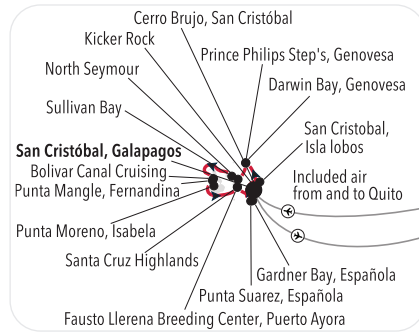 Cerro Brujo, San Cristóbal
Kicker Rock
Prince Philips Step's, Genovesa
North Seymour
Darwin Bay, Genovesa
Sullivan Bay
San Cristobal,
Isla lobos
San Cristóbal, Galapagos
Bolivar Canal Cruising
Included air
from and to Quito
Punta Mangle, Fernandina
Punta Moreno, Isabela
Santa Cruz Highlands
Gardner Bay, Española
Punta Suarez, Española
Fausto Llerena Breeding Center, Puerto Ayora